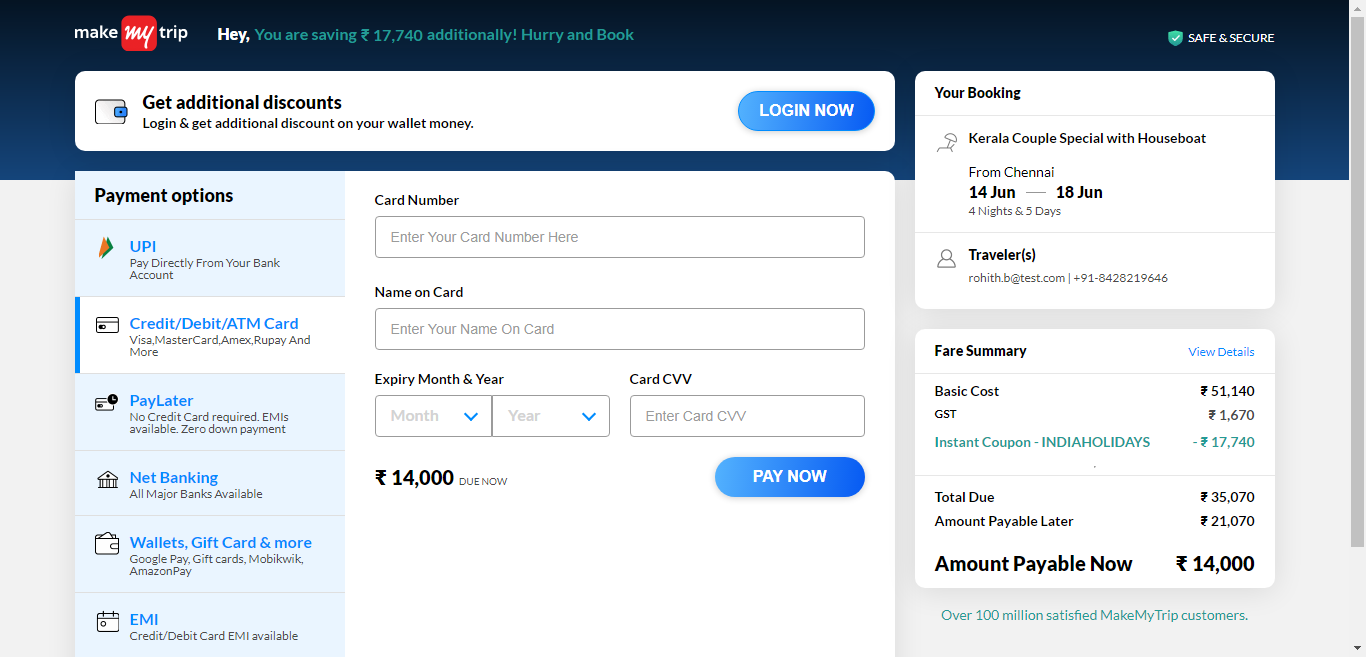 make my trip
Hey, You are saving ₹ 17,740 additionally! Hurry and Book
SAFE & SECURE
Get additional discounts
Login & get additional discount on your wallet money.
LOGIN NOW
Payment options
UPI
Pay Directly From Your Bank
Account
Credit/Debit/ATM Card
Visa,MasterCard,Amex,Rupay And
More
PayLater
No Credit Card required. EMIs
available. Zero down payment
Net Banking
All Major Banks Available
Wallets, Gift Card & more
Google Pay, Gift cards, Mobikwik,
AmazonPay
EMI
Credit/Debit Card EMI available
Card Number
Enter Your Card Number Here
Name on Card
Enter Your Name On Card
Expiry Month & Year
Card CVV
Month
Year
Enter Card CVV
₹ 14,000 DUE NOW
PAY NOW
Your Booking
Kerala Couple Special with Houseboat
From Chennai
14 Jun — 18 Jun
4 Nights & 5 Days
Traveler(s)
rohith.b@test.com | +91-8428219646
Fare Summary
View Details
Basic Cost ₹ 51,140
GST ₹ 1,670
Instant Coupon - INDIAHOLIDAYS - ₹ 17,740
.
Total Due ₹ 35,070
Amount Payable Later ₹ 21,070
Amount Payable Now ₹ 14,000
Over 100 million satisfied MakeMyTrip customers.